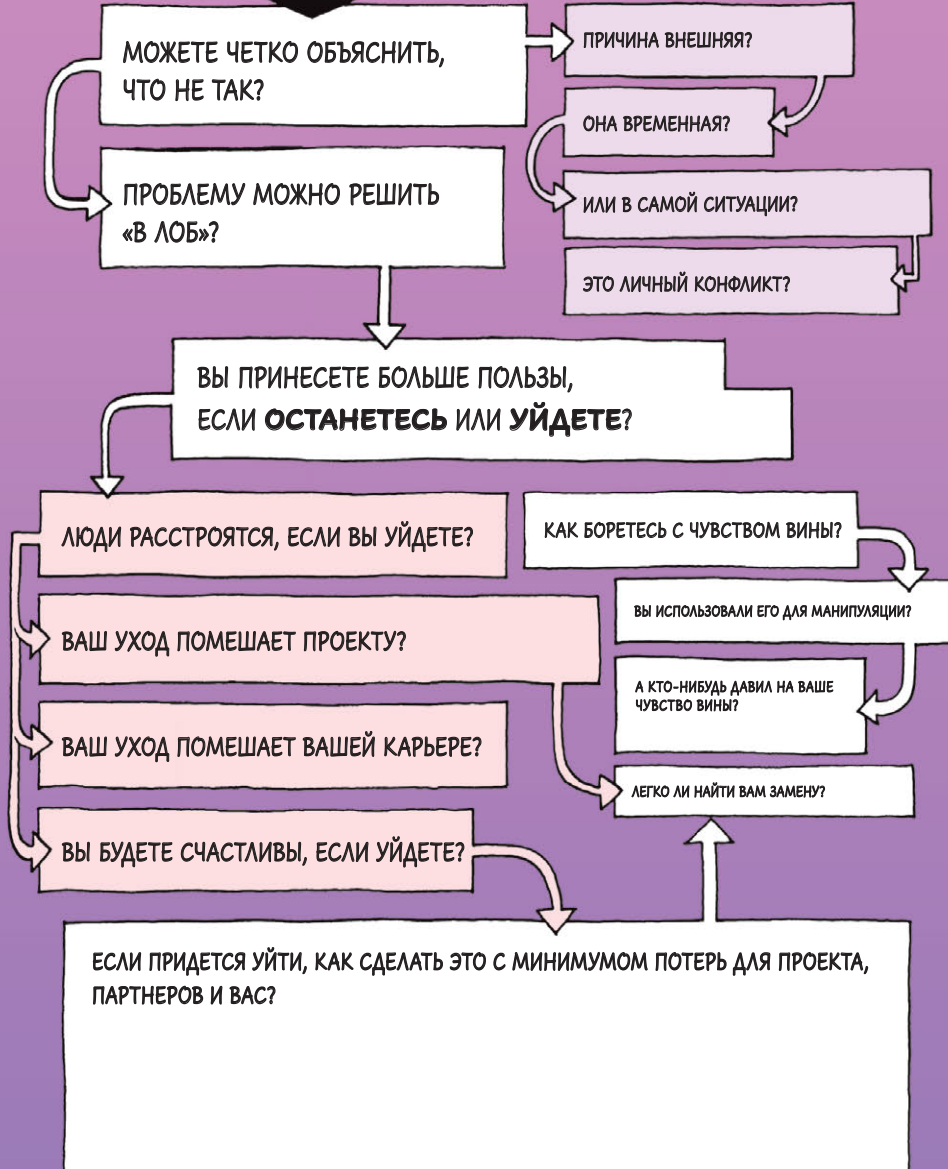 МОЖЕТЕ ЧЕТКО ОБЪЯСНИТЬ,
ЧТО НЕ ТАК?
ПРИЧИНА ВНЕШНЯЯ?
ОНА ВРЕМЕННАЯ?
ИЛИ В САМОЙ СИТУАЦИИ?
ЭТО ЛИЧНЫЙ КОНФЛИКТ?
ПРОБЛЕМУ МОЖНО РЕШИТЬ
«В ЛОБ»?
ВЫ ПРИНЕСЕТЕ БОЛЬШЕ ПОЛЬЗЫ,
ЕСЛИ ОСТАНЕТЕСЬ ИЛИ УЙДЕТЕ?
ЛЮДИ РАССТРОЯТСЯ, ЕСЛИ ВЫ УЙДЕТЕ?
ВАШ УХОД ПОМЕШАЕТ ПРОЕКТУ?
ВАШ УХОД ПОМЕШАЕТ ВАШЕЙ КАРЬЕРЕ?
ВЫ БУДЕТЕ СЧАСТЛИВЫ, ЕСЛИ УЙДЕТЕ?
КАК БОРЕТЕСЬ С ЧУВСТВОМ ВИНЫ?
ВЫ ИСПОЛЬЗОВАЛИ ЕГО ДЛЯ МАНИПУЛЯЦИИ?
А КТО-НИБУДЬ ДАВИЛ НА ВАШЕ
ЧУВСТВО ВИНЫ?
ЛЕГКО ЛИ НАЙТИ ВАМ ЗАМЕНУ?
ЕСЛИ ПРИДЕТСЯ УЙТИ, КАК СДЕЛАТЬ ЭТО С МИНИМУМОМ ПОТЕРЬ ДЛЯ ПРОЕКТА,
ПАРТНЕРОВ И ВАС?